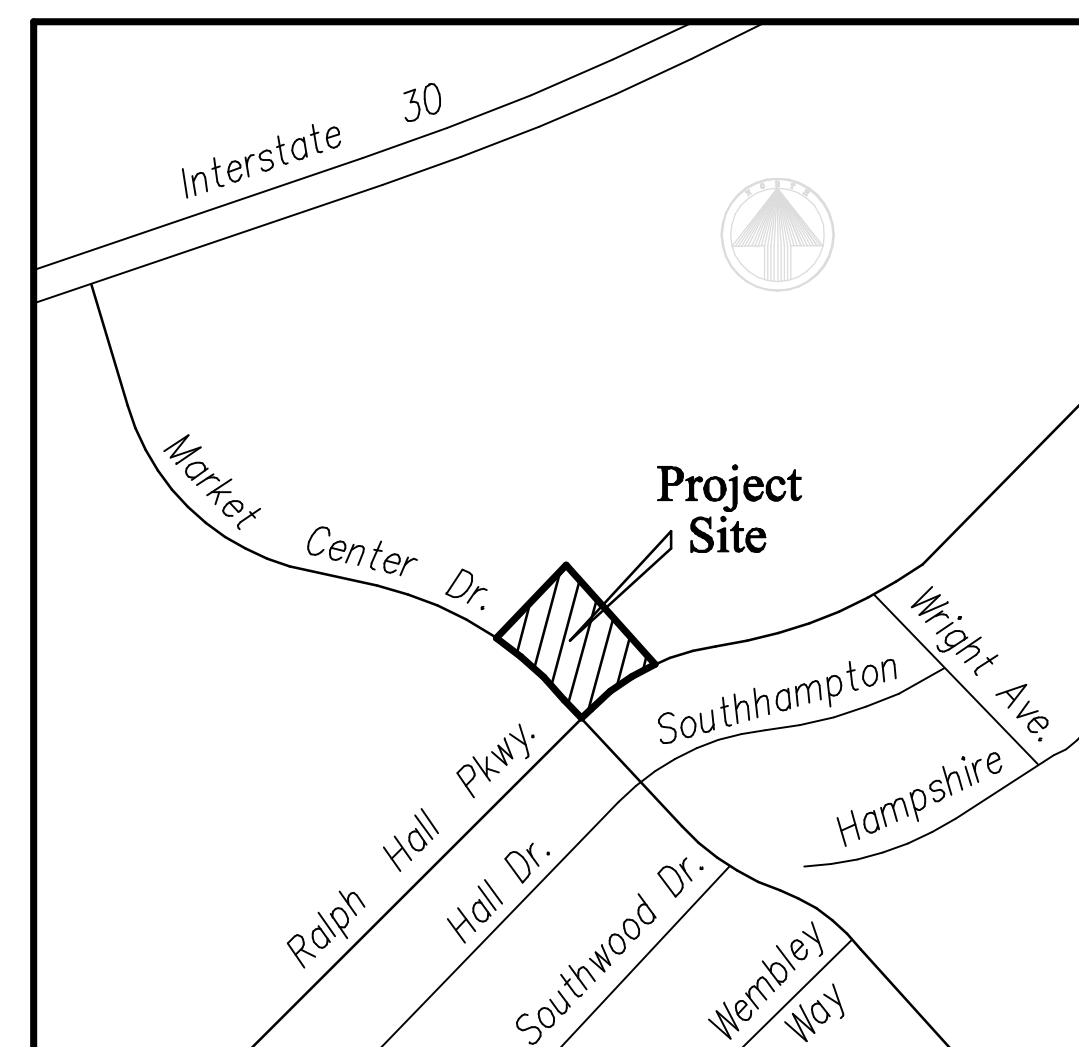 Interstate 30
NORTH
Market Center Dr.
Project
Site
Wright Ave.
Southhampton
Ralph Hall Pkwy.
Hampshire
Hall Dr.
Southwood Dr.
Wembley
Way